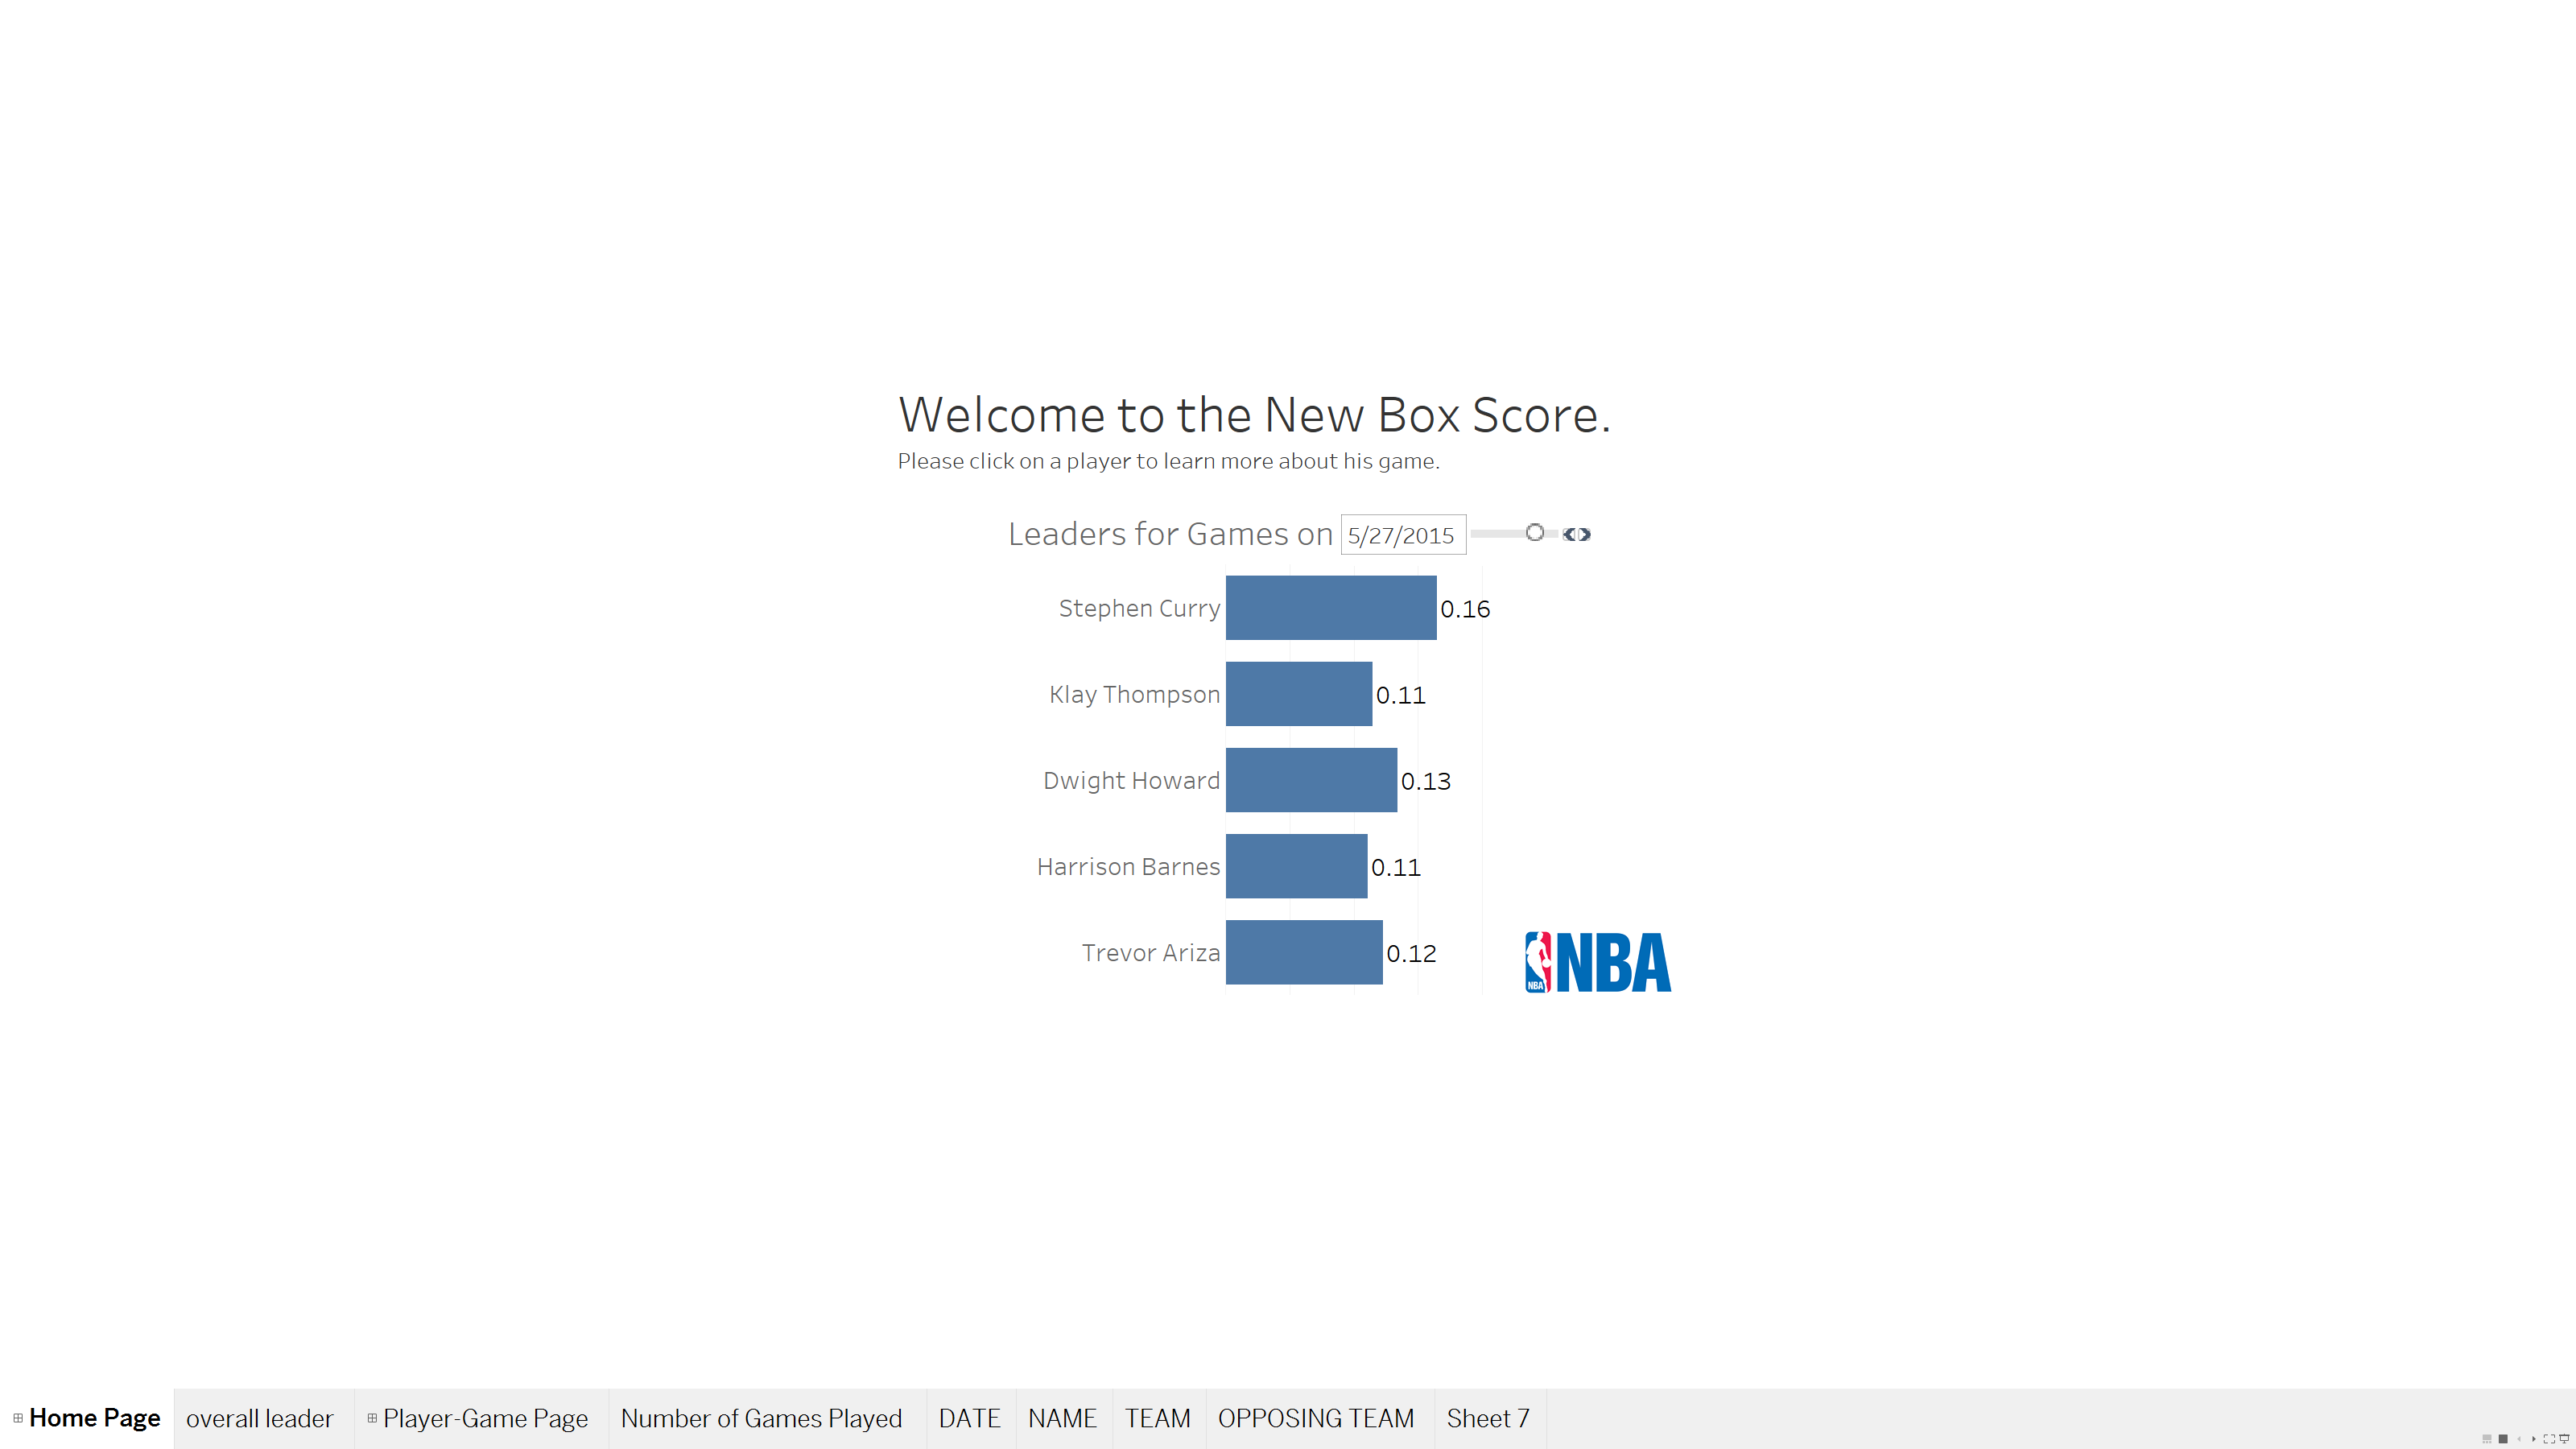 Welcome to the New Box Score.
Please click on a player to learn more about his game.
Leaders for Games on 5/27/2015
Stephen Curry 0.16
Klay Thompson 0.11
Dwight Howard 0.13
Harrison Barnes 0.11
Trevor Ariza 0.12
NBA NBA
Home Page overall leader Player-Game Page Number of Games Played DATE NAME TEAM OPPOSING TEAM Sheet 7